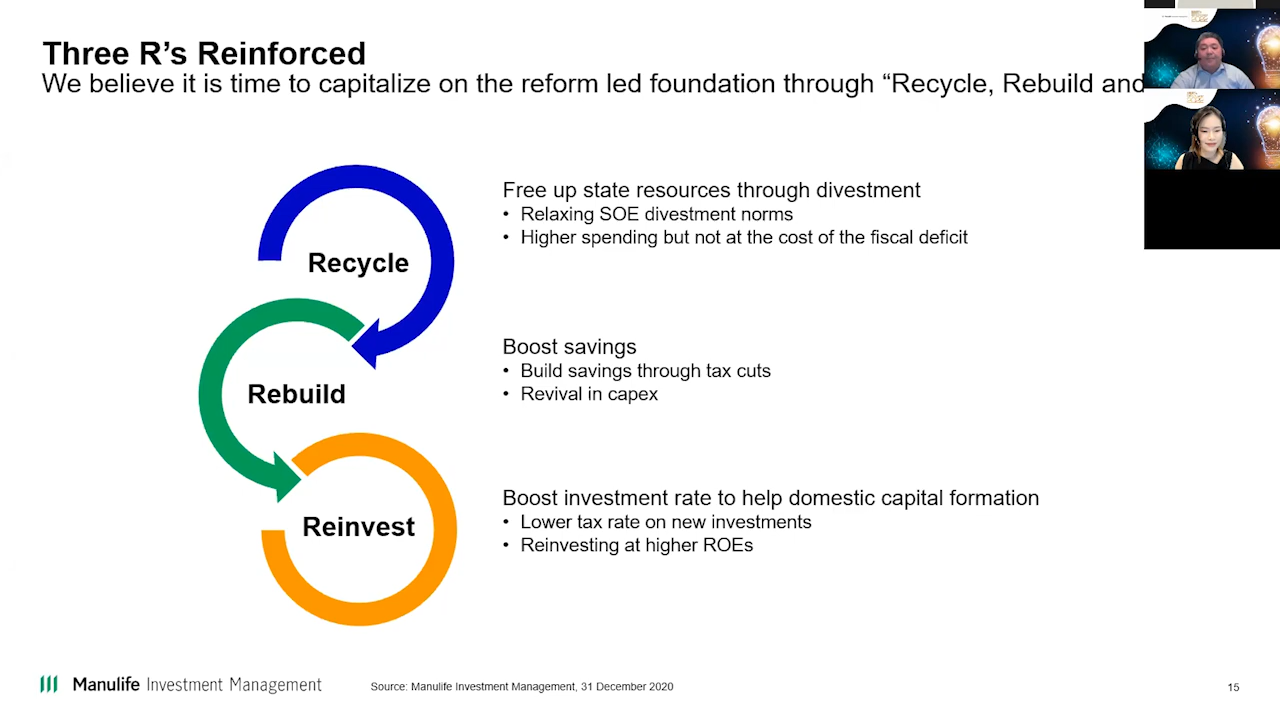 Three R’s Reinforced
We believe it is time to capitalize on the reform led foundation through “Recycle, Rebuild and
Recycle
Free up state resources through divestment
• Relaxing SOE divestment norms
• Higher spending but not at the cost of the fiscal deficit
Rebuild
Boost savings
• Build savings through tax cuts
• Revival in capex
Reinvest
Boost investment rate to help domestic capital formation
• Lower tax rate on new investments
• Reinvesting at higher ROEs
Manulife Investment Management
Source: Manulife Investment Management, 31 December 2020
15